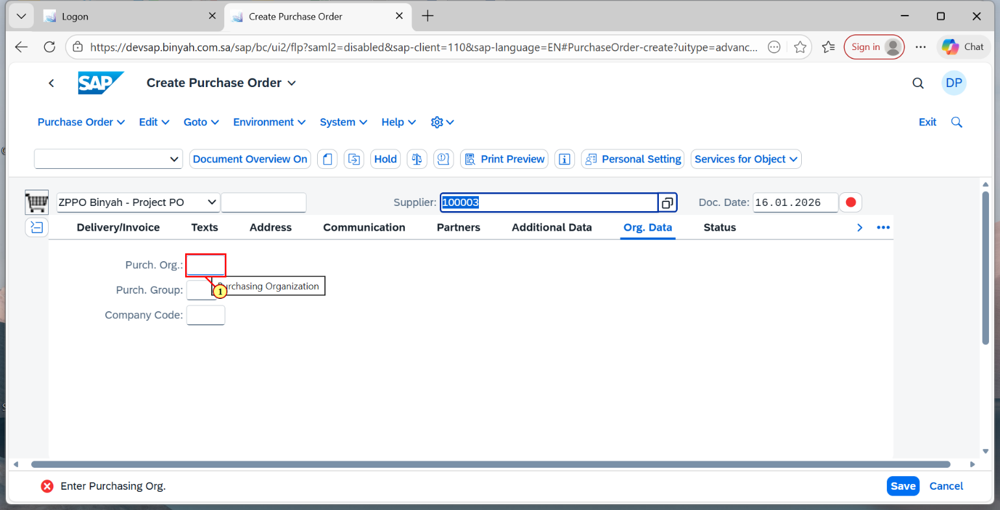 Logon
Create Purchase Order
https://devsap.binyah.com.sa/sap/bc/ui2/flp?saml2=disabled&sap-client=110&sap-language=EN#PurchaseOrder-create?uitype=advanc...
Sign in
Chat
SAP
Create Purchase Order
DP
Purchase Order
Edit
Goto
Environment
System
Help
Exit
Document Overview On
Hold
Print Preview
Personal Setting
Services for Object
ZPPO Binyah - Project PO
Supplier:
100003
Doc. Date:
16.01.2026
Delivery/Invoice
Texts
Address
Communication
Partners
Additional Data
Org. Data
Status
Purch. Org.:
1
Purchasing Organization
Purch. Group:
Company Code:
Enter Purchasing Org.
Save
Cancel